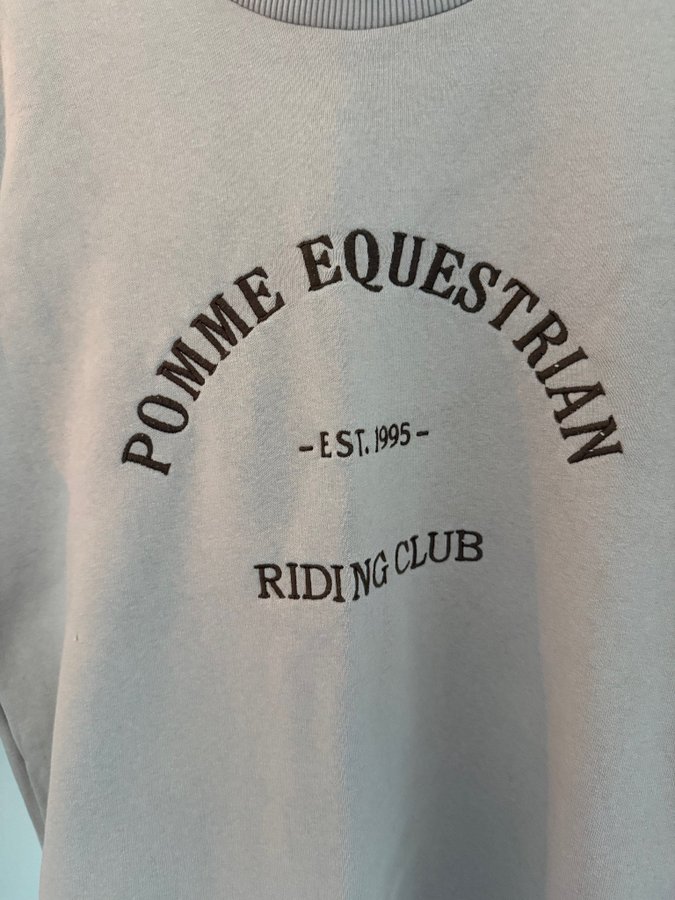 POMME EQUESTRIAN
-EST. 1995-
RIDING CLUB